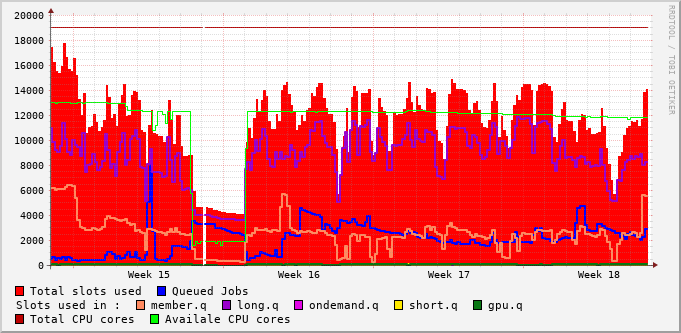 20000
18000
16000
14000
12000
10000
8000
6000
4000
2000
0
Week 15 Week 16 Week 17 Week 18
RRDTOOL / TOBI OETIKER
Total slots used Queued Jobs
Slots used in : member.q long.q ondemand.q short.q gpu.q
Total CPU cores Availale CPU cores